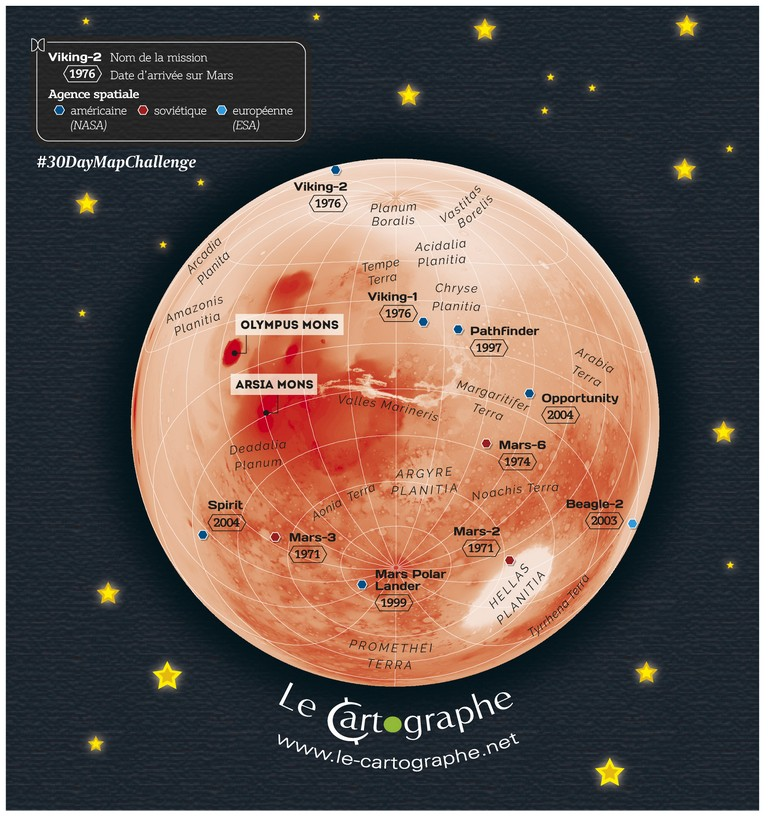 Viking-2 Nom de la mission
1976 Date d'arrivée sur Mars
Agence spatiale
américaine soviétique européenne
(NASA) (ESA)
#30DayMapChallenge
Viking-2
1976
Planum
Boralis
Vastitas
Borelis
Arcadia
Planita
Acidalia
Planitia
Tempe
Terra
Chryse
Planitia
Amazonis
Planitia
Viking-1
1976
OLYMPUS MONS
Pathfinder
1997
Arabia
Terra
ARSIA MONS
Valles Marineris
Margaritifer
Terra
Opportunity
2004
Deadalia
Planum
Mars-6
1974
ARGYRE
PLANITIA
Aonia Terra
Noachis Terra
Spirit
2004
Beagle-2
2003
Mars-3
1971
Mars-2
1971
Mars Polar
Lander
1999
HELLAS
PLANITIA
Tyrrhena Terra
PROMETHEI
TERRA
Le Cartographe
www.le-cartographe.net